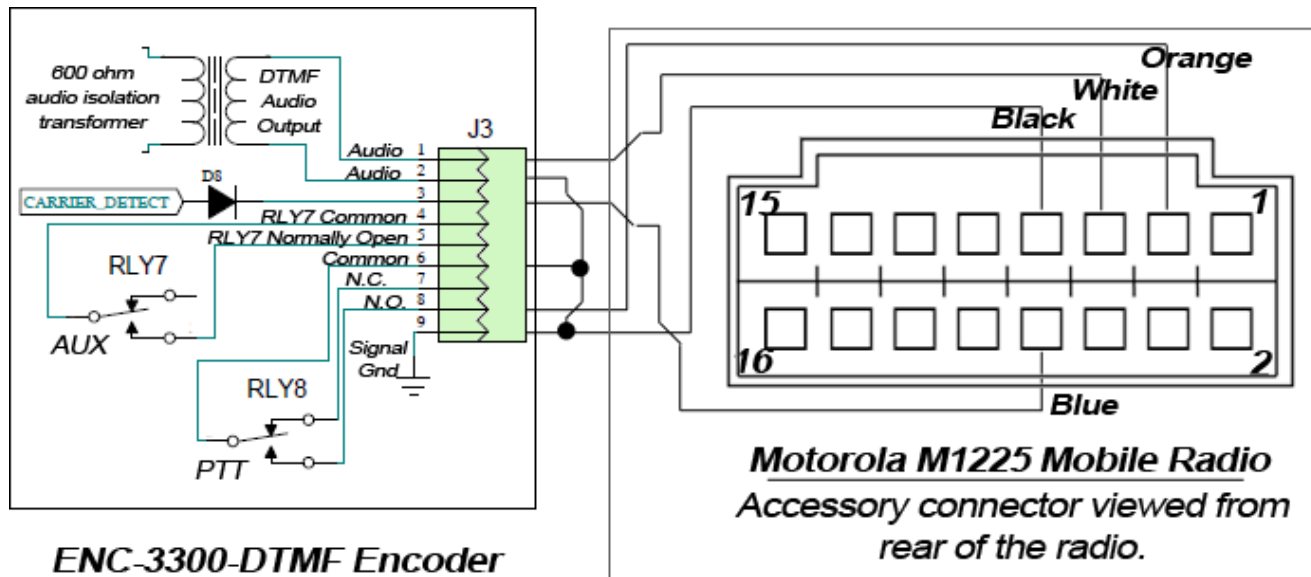 600 ohm
audio isolation
transformer
DTMF
Audio
Output
J3
Audio 1
Audio 2
D8
CARRIER_DETECT
3
RLY7 Common 4
RLY7 Normally Open 5
Common 6
N.C. 7
N.O. 8
9
RLY7
AUX
Signal
Gnd
RLY8
PTT
ENC-3300-DTMF Encoder
Orange
White
Black
15
1
16
2
Blue
Motorola M1225 Mobile Radio
Accessory connector viewed from
rear of the radio.